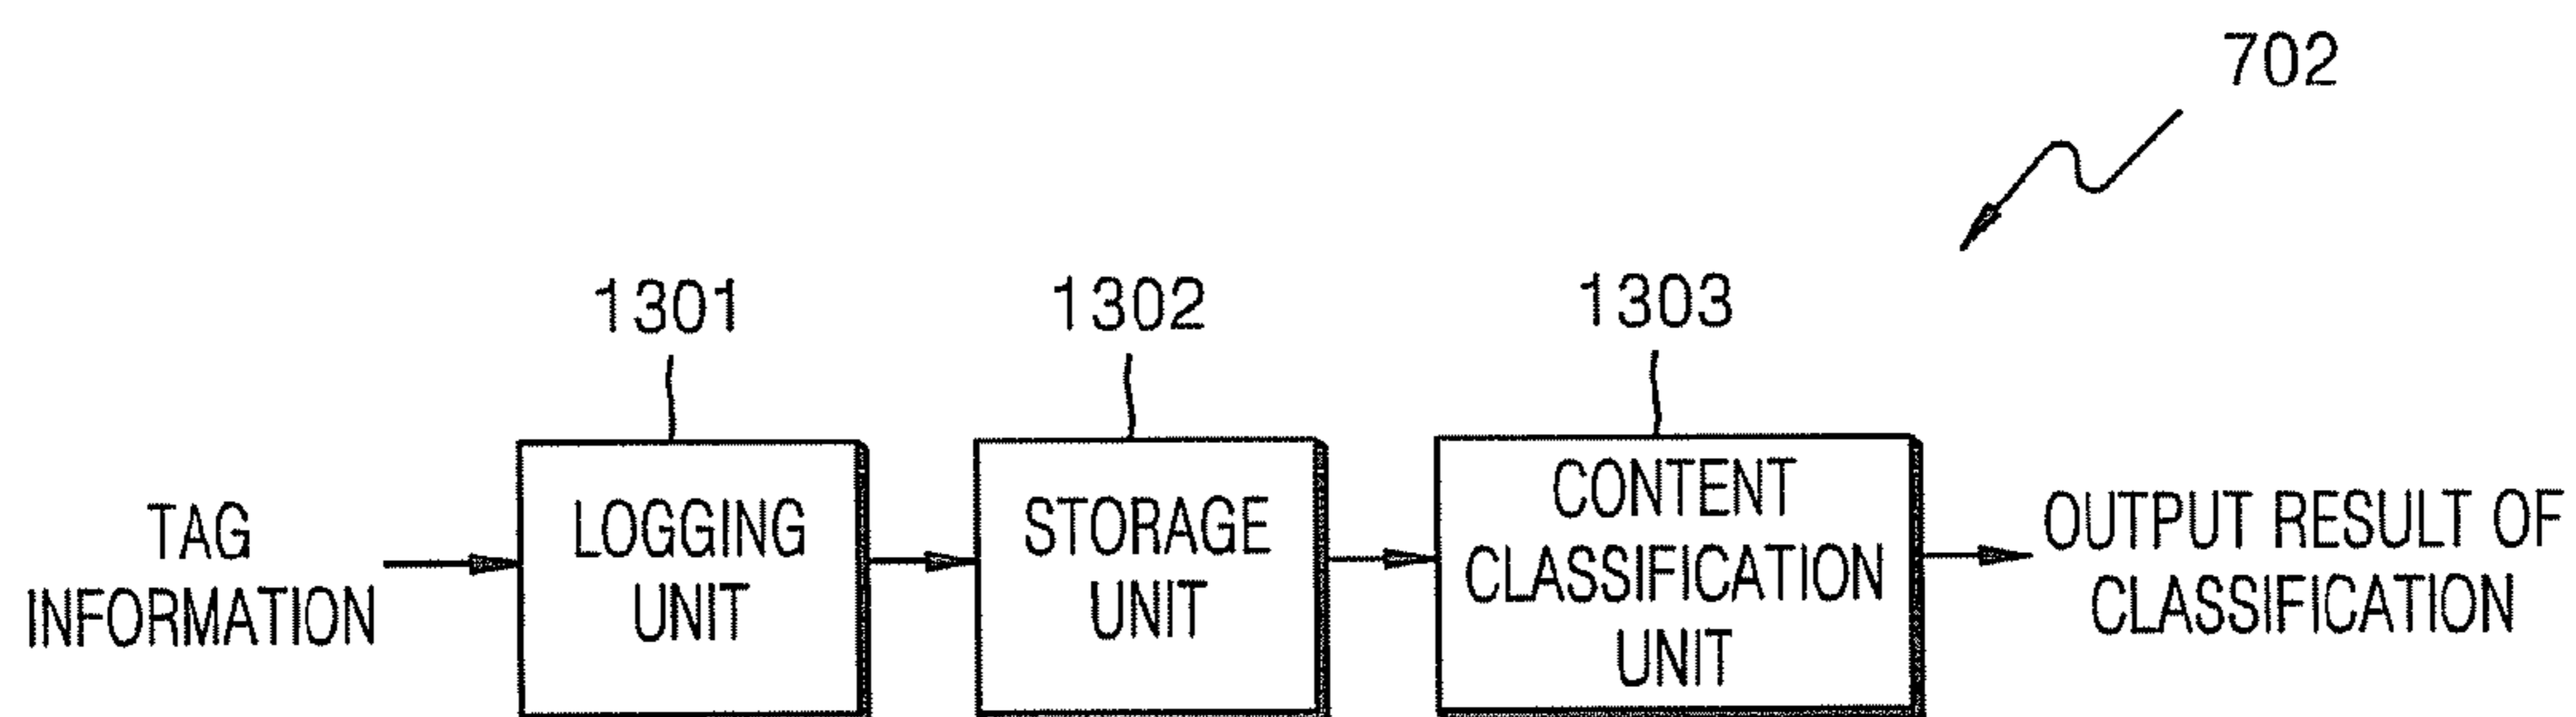 702
1301
1302
1303
TAG
INFORMATION
LOGGING
UNIT
STORAGE
UNIT
CONTENT
CLASSIFICATION
UNIT
OUTPUT RESULT OF
CLASSIFICATION